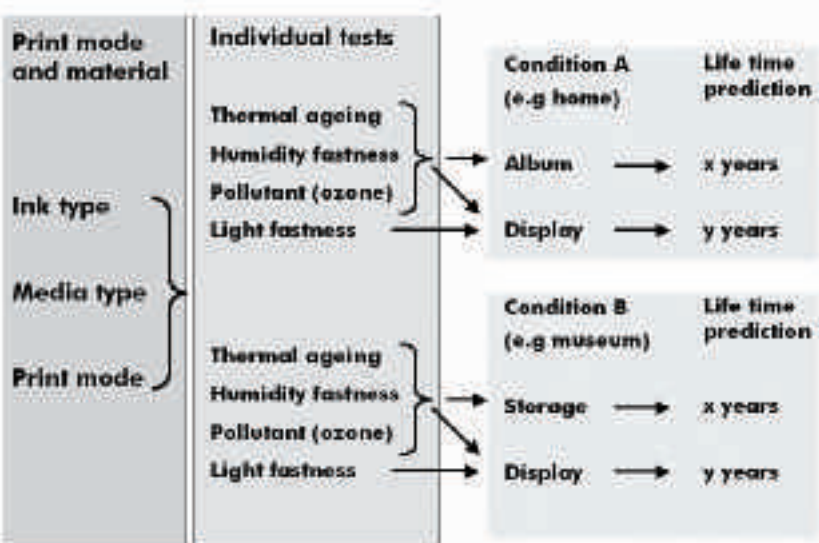 Print mode
and material
Ink type
Media type
Print mode
Individual tests
Thermal ageing
Humidity fastness
Pollutant (ozone)
Light fastness
Thermal ageing
Humidity fastness
Pollutant (ozone)
Light fastness
Condition A
(e.g home)
Life time
prediction
Album
x years
Display
y years
Condition B
(e.g museum)
Life time
prediction
Storage
x years
Display
y years